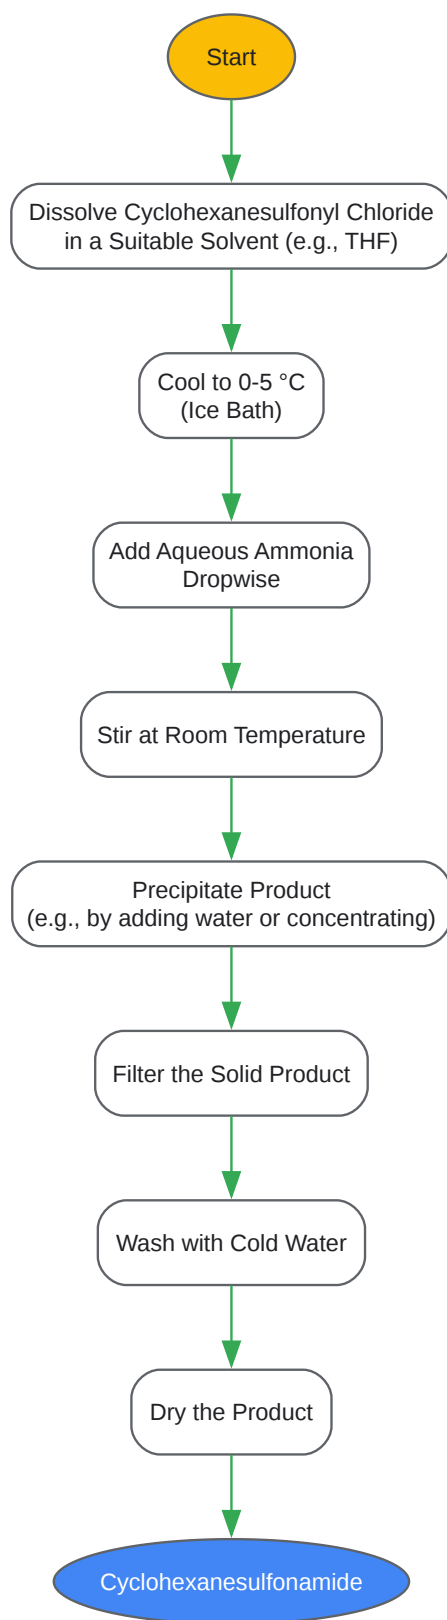 Start
Dissolve Cyclohexanesulfonyl Chloride
in a Suitable Solvent (e.g., THF)
Cool to 0-5 °C
(Ice Bath)
Add Aqueous Ammonia
Dropwise
Stir at Room Temperature
Precipitate Product
(e.g., by adding water or concentrating)
Filter the Solid Product
Wash with Cold Water
Dry the Product
Cyclohexanesulfonamide